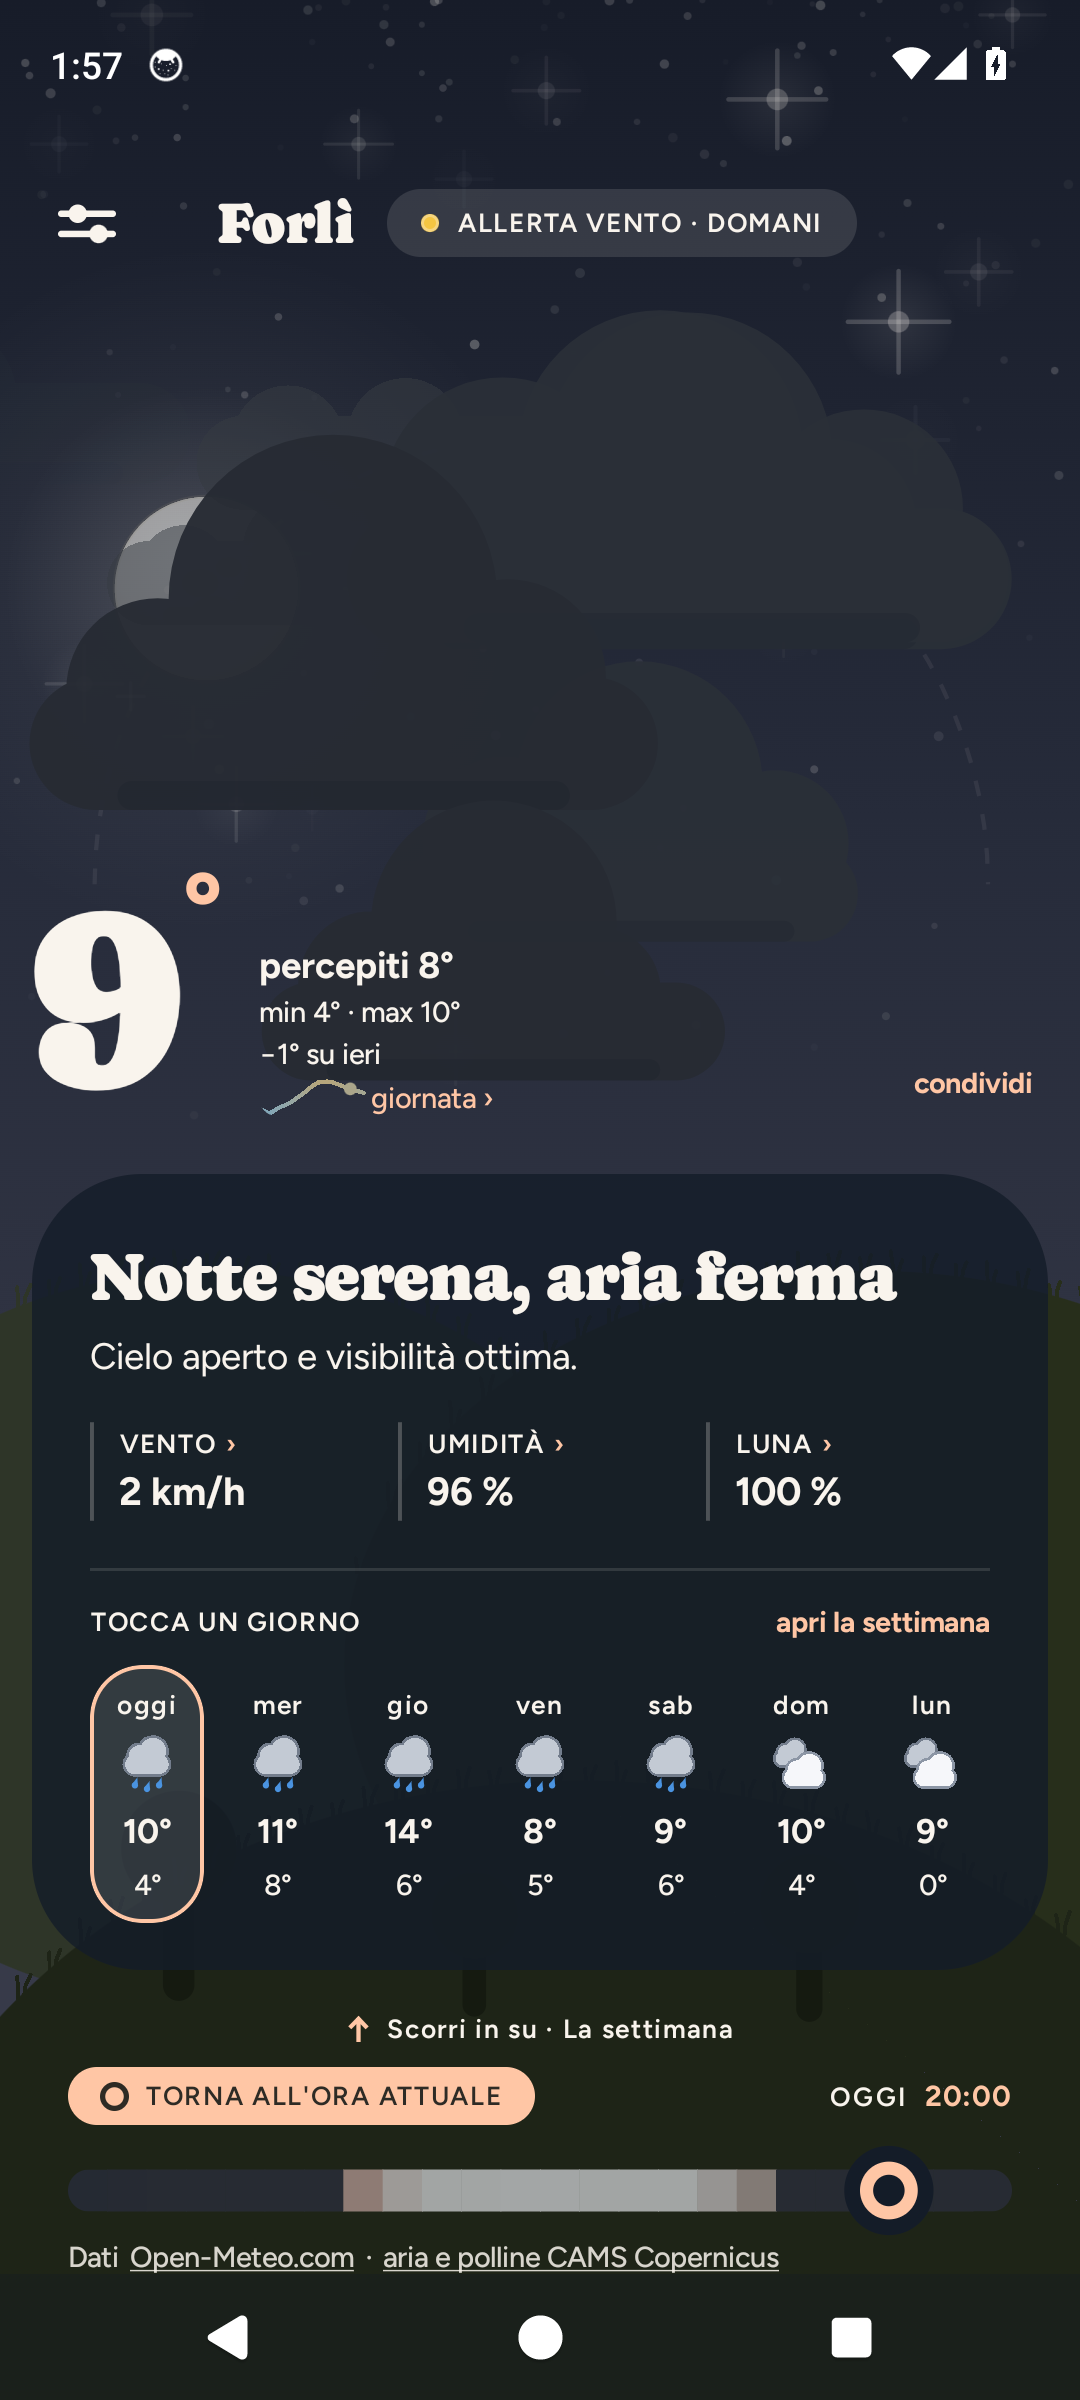 1:57
Forlì
ALLERTA VENTO · DOMANI
9°
percepiti 8°
min 4° · max 10°
−1° su ieri
giornata ›
condividi
Notte serena, aria ferma
Cielo aperto e visibilità ottima.
VENTO › UMIDITÀ › LUNA ›
2 km/h 96 % 100 %
TOCCA UN GIORNO apri la settimana
oggi mer gio ven sab dom lun
10° 11° 14° 8° 9° 10° 9°
4° 8° 6° 5° 6° 4° 0°
↑ Scorri in su · La settimana
TORNA ALL'ORA ATTUALE OGGI 20:00
Dati Open-Meteo.com · aria e polline CAMS Copernicus